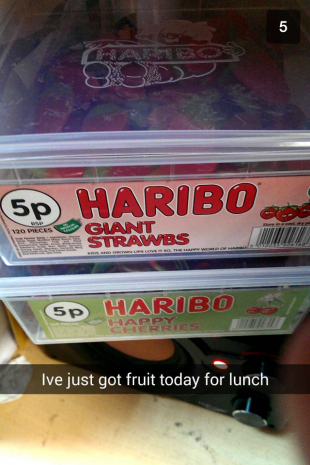 5
HARIBO
5p
RSP
120 PIECES
HARIBO
GIANT
STRAWBS
KIDS AND GROWN-UPS LOVE IT SO, THE HAPPY WORLD OF HARIBO
5p
HARIBO
HAPPY
CHERRIES
Ive just got fruit today for lunch